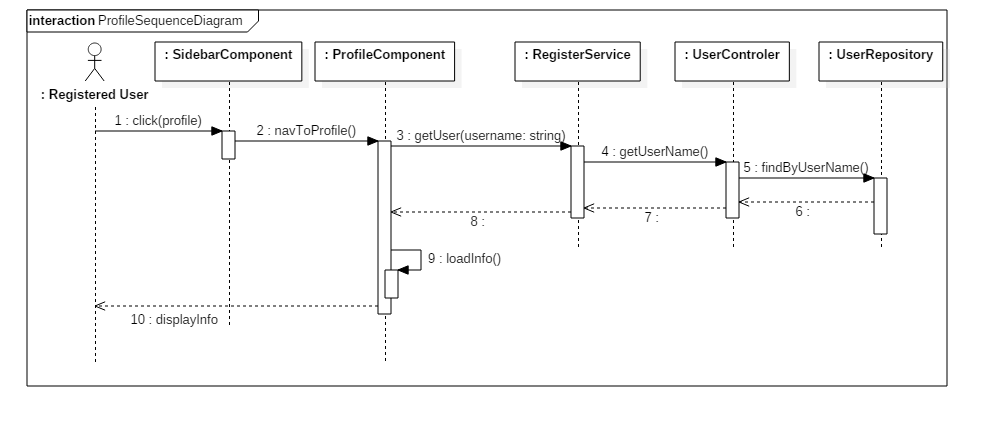 interaction ProfileSequenceDiagram
: SidebarComponent
: ProfileComponent
: RegisterService
: UserControler
: UserRepository
: Registered User
1 : click(profile)
2 : navToProfile()
3 : getUser(username: string)
4 : getUserName()
5 : findByUserName()
6 :
7 :
8 :
9 : loadInfo()
10 : displayInfo